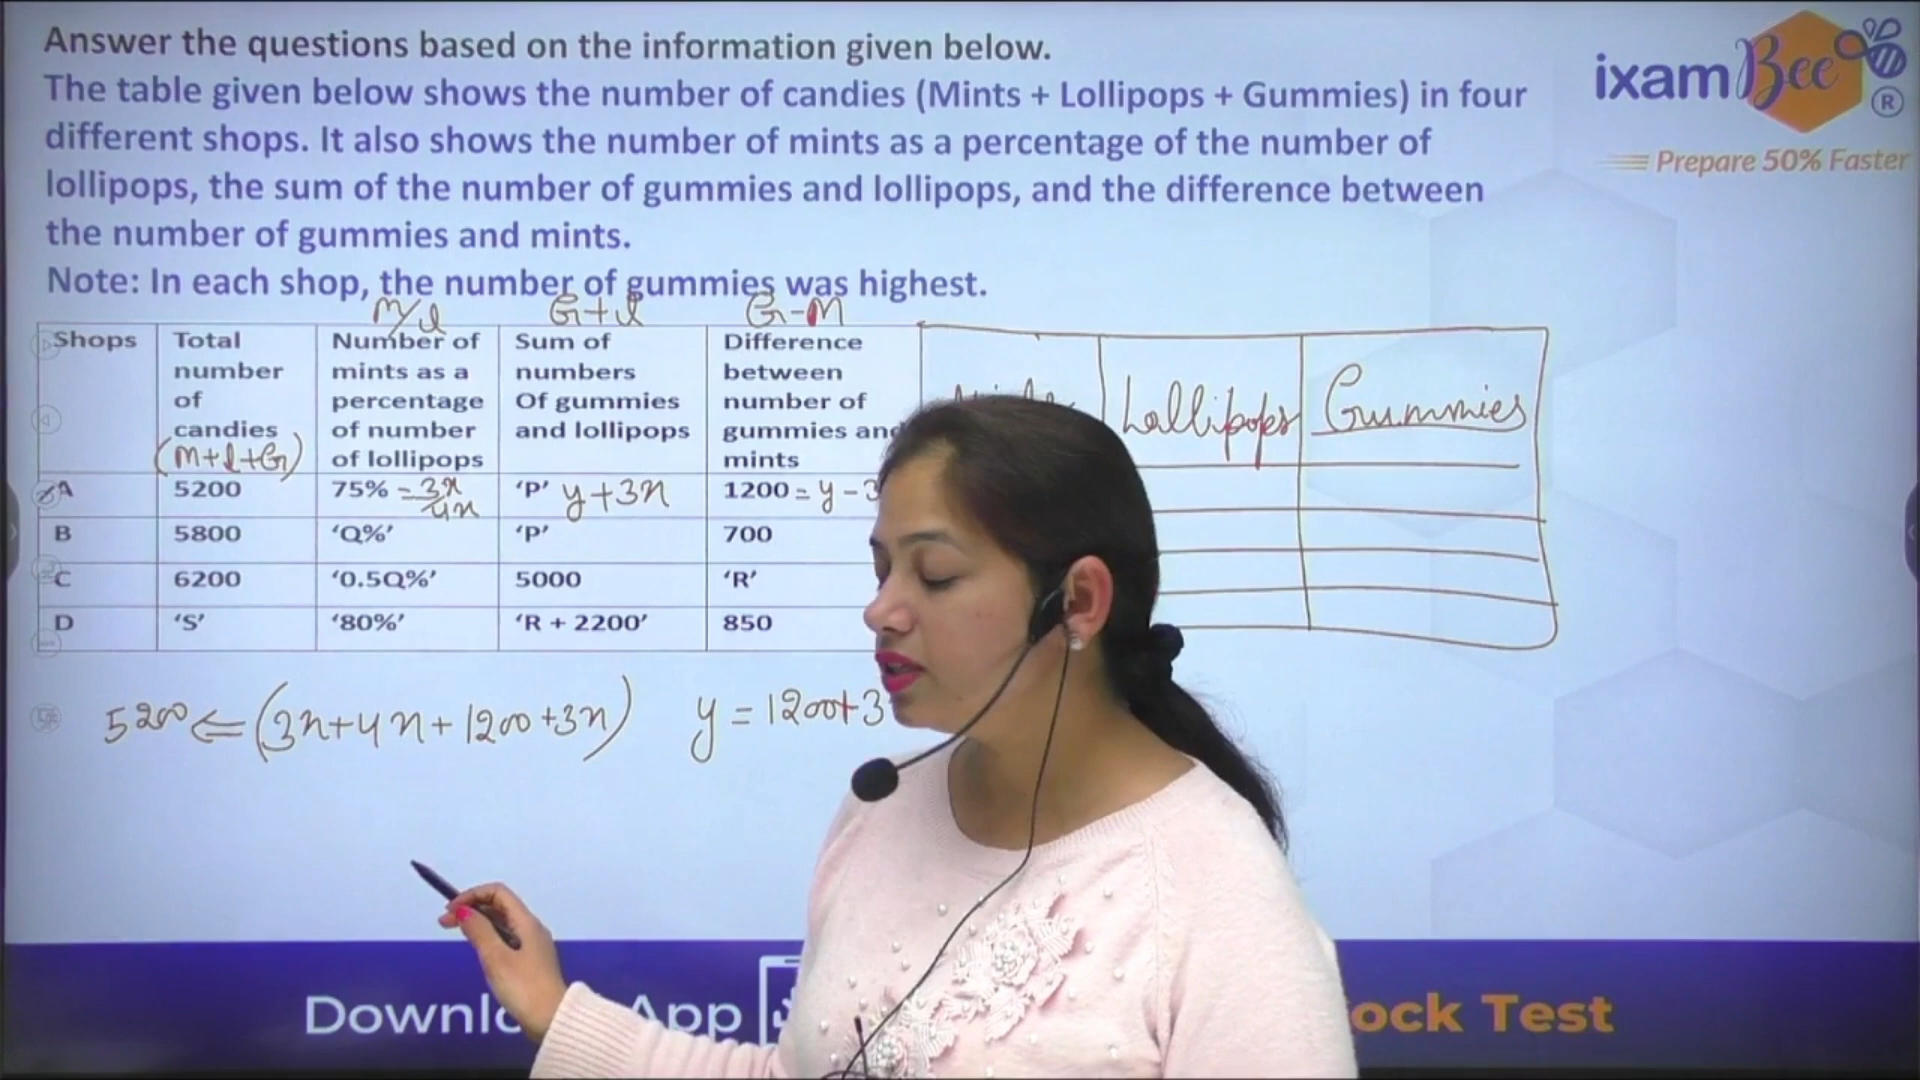 Answer the questions based on the information given below.
The table given below shows the number of candies (Mints + Lollipops + Gummies) in four
different shops. It also shows the number of mints as a percentage of the number of
lollipops, the sum of the number of gummies and lollipops, and the difference between
the number of gummies and mints.
Note: In each shop, the number of gummies was highest.
ixamBee ®
Prepare 50% Faster
M/l G+l G-M
Shops
Total number of candies (M+l+G)
Number of mints as a percentage of number of lollipops
Sum of numbers Of gummies and lollipops
Difference between number of gummies and mints
Lollipops
Gummies
A 5200 75% = 3x/4x 'P' y+3x 1200 = y - 3
B 5800 'Q%' 'P' 700
C 6200 '0.5Q%' 5000 'R'
D 'S' '80%' 'R + 2200' 850
5200 ⇐ (3x+4x+1200+3x) y = 1200+3
App
ock Test